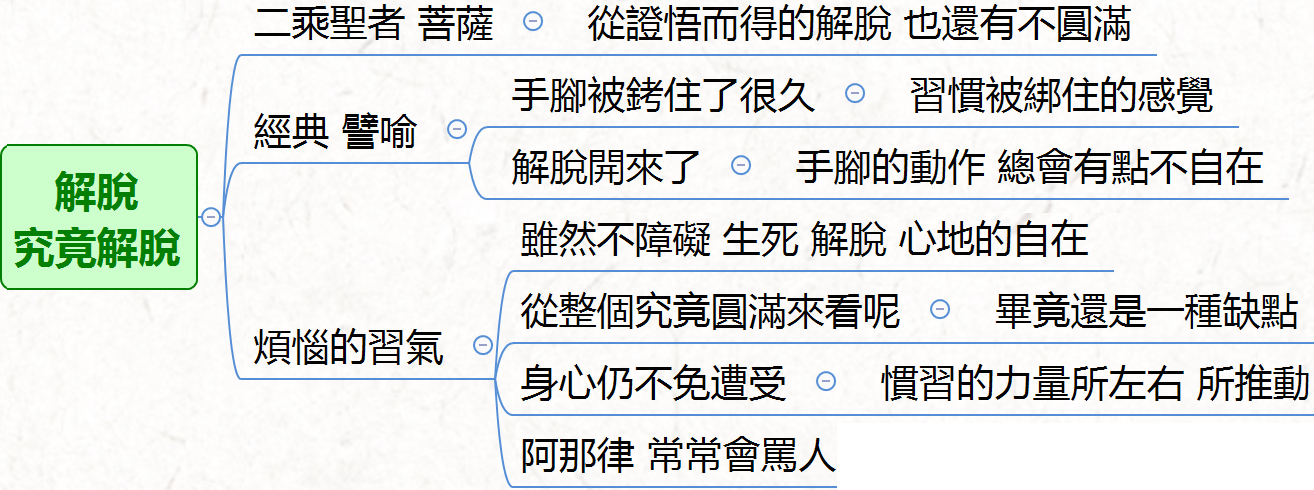 二乘聖者 菩薩 從證悟而得的解脫 也還有不圓滿
手腳被銬住了很久 習慣被綁住的感覺
經典 譬喻
解脫開來了 手腳的動作 總會有點不自在
解脫
究竟解脫
雖然不障礙 生死 解脫 心地的自在
從整個究竟圓滿來看呢 畢竟還是一種缺點
煩惱的習氣
身心仍不免遭受 慣習的力量所左右 所推動
阿那律 常常會罵人